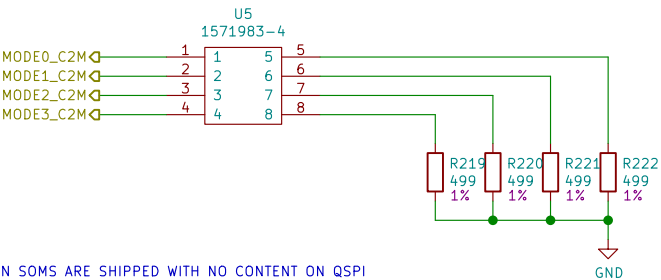 U5
1571983-4
MODE0_C2M 1 1 5 5
MODE1_C2M 2 2 6 6
MODE2_C2M 3 3 7 7
MODE3_C2M 4 4 8 8
R219 R220 R221 R222
499 499 499 499
1% 1% 1% 1%
GND
N SOMS ARE SHIPPED WITH NO CONTENT ON QSPI